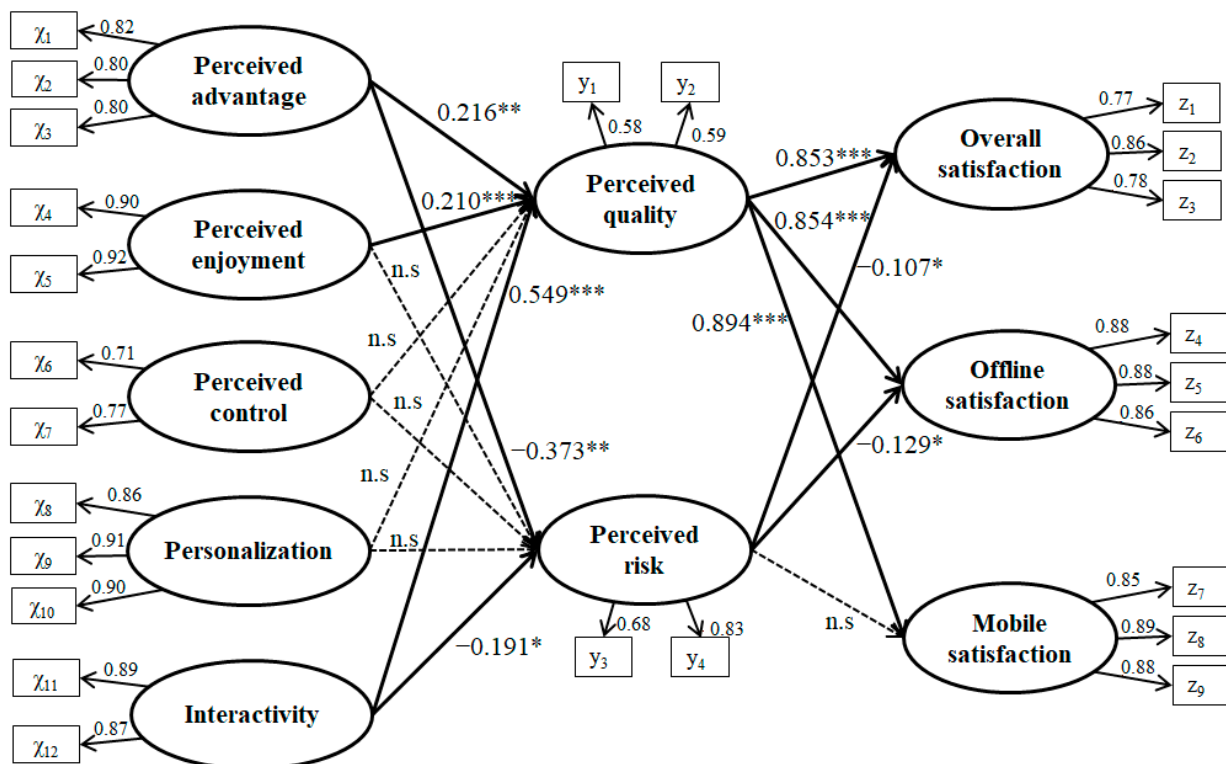 χ1
0.82
χ2
0.80
χ3
0.80
Perceived
advantage
χ4
0.90
χ5
0.92
Perceived
enjoyment
χ6
0.71
χ7
0.77
Perceived
control
χ8
0.86
χ9
0.91
χ10
0.90
Personalization
χ11
0.89
χ12
0.87
Interactivity
0.216**
0.210***
n.s
0.549***
n.s
n.s
−0.373**
n.s
n.s
−0.191*
y1
y2
0.58
0.59
Perceived
quality
Perceived
risk
0.68
0.83
y3
y4
0.853***
0.854***
−0.107*
0.894***
−0.129*
n.s
Overall
satisfaction
0.77
z1
0.86
z2
0.78
z3
Offline
satisfaction
0.88
z4
0.88
z5
0.86
z6
Mobile
satisfaction
0.85
z7
0.89
z8
0.88
z9